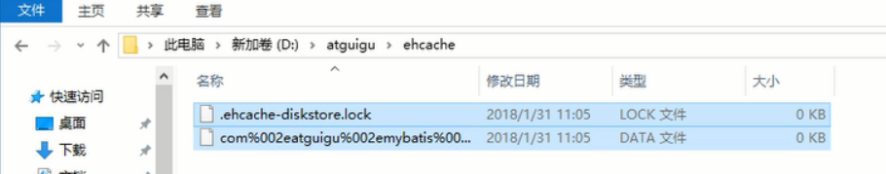 文件 主页 共享 查看
此电脑 > 新加卷 (D:) > atguigu > ehcache
名称 修改日期 类型 大小
快速访问
.ehcache-diskstore.lock 2018/1/31 11:05 LOCK 文件 0 KB
桌面
com%002eatguigu%002emybatis%00... 2018/1/31 11:05 DATA 文件 0 KB
下载